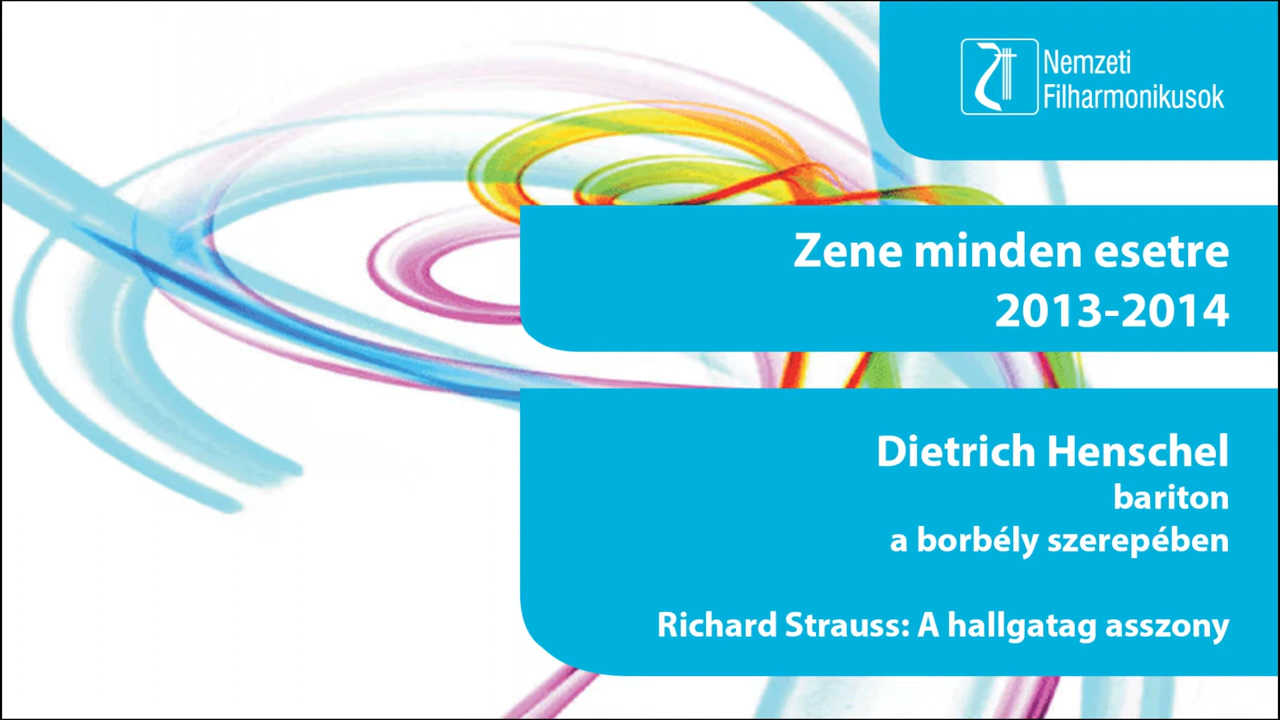 Nemzeti
Filharmonikusok
Zene minden esetre
2013-2014
Dietrich Henschel
bariton
a borbély szerepében
Richard Strauss: A hallgatag asszony